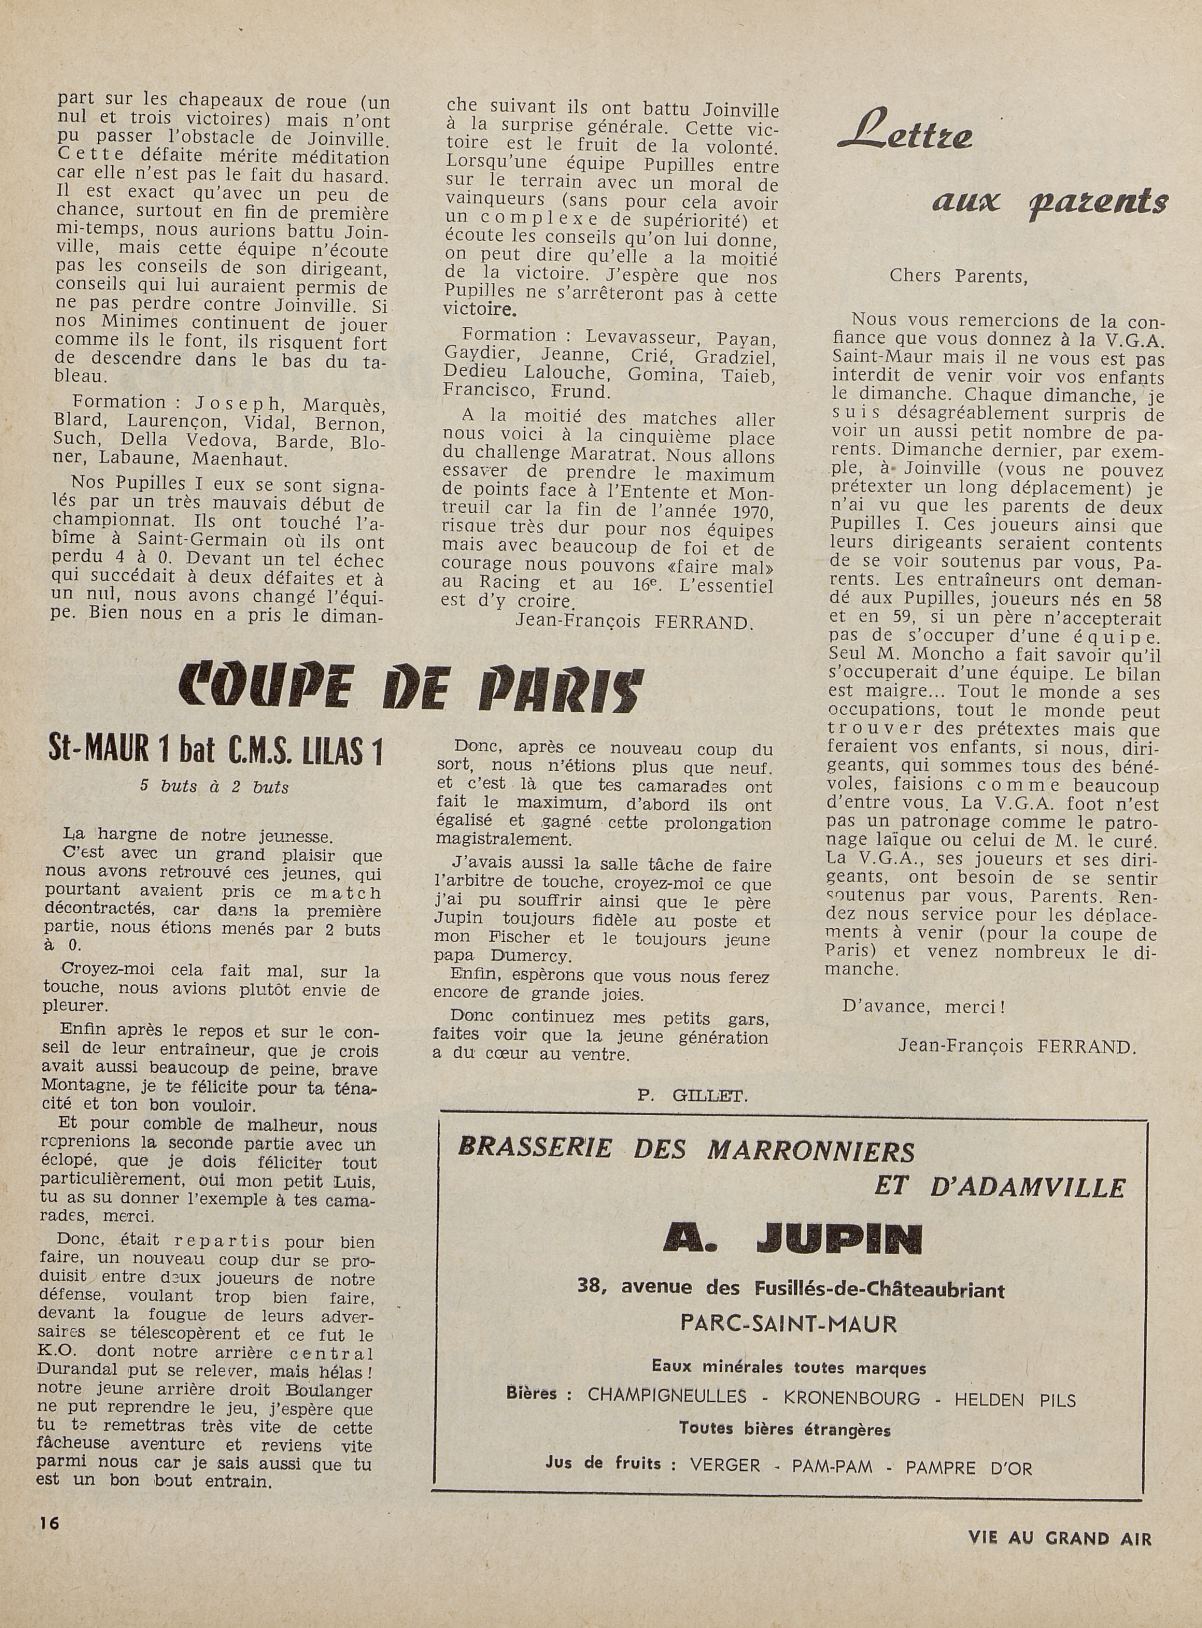 part sur les chapeaux de roue (un
nul et trois victoires) mais n'ont
pu passer l'obstacle de Joinville.
Cette défaite mérite méditation
car elle n'est pas le fait du hasard.
Il est exact qu'avec un peu de
chance, surtout en fin de première
mi-temps, nous aurions battu Join-
ville, mais cette équipe n'écoute
pas les conseils de son dirigeant,
conseils qui lui auraient permis de
ne pas perdre contre Joinville. Si
nos Minimes continuent de jouer
comme ils le font, ils risquent fort
de descendre dans le bas du ta-
bleau.
Formation : Joseph, Marquès,
Blard, Laurençon, Vidal, Bernon,
Such, Della Vedova, Barde, Blo-
ner, Labaune, Maenhaut.
Nos Pupilles I eux se sont signa-
lés par un très mauvais début de
championnat. Ils ont touché l'a-
bîme à Saint-Germain où ils ont
perdu 4 à 0. Devant un tel échec
qui succédait à deux défaites et à
un nul, nous avons changé l'équi-
pe. Bien nous en a pris le diman-
che suivant ils ont battu Joinville
à la surprise générale. Cette vic-
toire est le fruit de la volonté.
Lorsqu'une équipe Pupilles entre
sur le terrain avec un moral de
vainqueurs (sans pour cela avoir
un complexe de supériorité) et
écoute les conseils qu'on lui donne,
on peut dire qu'elle a la moitié
de la victoire. J'espère que nos
Pupilles ne s'arrêteront pas à cette
victoire.
Formation : Levavasseur, Payan,
Gaydier, Jeanne, Crié, Gradziel,
Dedieu Lalouche, Gomina, Taieb,
Francisco, Frund.
A la moitié des matches aller
nous voici à la cinquième place
du challenge Maratrat. Nous allons
essayer de prendre le maximum
de points face à l'Entente et Mon-
treuil car la fin de l'année 1970,
risque très dur pour nos équipes
mais avec beaucoup de foi et de
courage nous pouvons «faire mal»
au Racing et au 16e. L'essentiel
est d'y croire.
Jean-François FERRAND.
COUPE DE PARIS
St-MAUR 1 bat C.M.S. LILAS 1
5 buts à 2 buts
La hargne de notre jeunesse.
C'est avec un grand plaisir que
nous avons retrouvé ces jeunes, qui
pourtant avaient pris ce match
décontractés, car dans la première
partie, nous étions menés par 2 buts
à 0.
Croyez-moi cela fait mal, sur la
touche, nous avions plutôt envie de
pleurer.
Enfin après le repos et sur le con-
seil de leur entraîneur, que je crois
avait aussi beaucoup de peine, brave
Montagne, je te félicite pour ta téna-
cité et ton bon vouloir.
Et pour comble de malheur, nous
reprenions la seconde partie avec un
éclopé, que je dois féliciter tout
particulièrement, oui mon petit Luis,
tu as su donner l'exemple à tes cama-
rades, merci.
Donc, était repartis pour bien
faire, un nouveau coup dur se pro-
duisit entre deux joueurs de notre
défense, voulant trop bien faire,
devant la fougue de leurs adver-
saires se télescopèrent et ce fut le
K.O. dont notre arrière central
Durandal put se relever, mais hélas !
notre jeune arrière droit Boulanger
ne put reprendre le jeu, j'espère que
tu te remettras très vite de cette
fâcheuse aventure et reviens vite
parmi nous car je sais aussi que tu
est un bon bout entrain.
Donc, après ce nouveau coup du
sort, nous n'étions plus que neuf.
et c'est là que tes camarades ont
fait le maximum, d'abord ils ont
égalisé et gagné cette prolongation
magistralement.
J'avais aussi la salle tâche de faire
l'arbitre de touche, croyez-moi ce que
j'ai pu souffrir ainsi que le père
Jupin toujours fidèle au poste et
mon Fischer et le toujours jeune
papa Dumercy.
Enfin, espèrons que vous nous ferez
encore de grande joies.
Donc continuez mes petits gars,
faites voir que la jeune génération
a du cœur au ventre.
P. GILLET.
Lettre
aux parents
Chers Parents,
Nous vous remercions de la con-
fiance que vous donnez à la V.G.A.
Saint-Maur mais il ne vous est pas
interdit de venir voir vos enfants
le dimanche. Chaque dimanche, je
suis désagréablement surpris de
voir un aussi petit nombre de pa-
rents. Dimanche dernier, par exem-
ple, à Joinville (vous ne pouvez
prétexter un long déplacement) je
n'ai vu que les parents de deux
Pupilles I. Ces joueurs ainsi que
leurs dirigeants seraient contents
de se voir soutenus par vous, Pa-
rents. Les entraîneurs ont deman-
dé aux Pupilles, joueurs nés en 58
et en 59, si un père n'accepterait
pas de s'occuper d'une équipe.
Seul M. Moncho a fait savoir qu'il
s'occuperait d'une équipe. Le bilan
est maigre... Tout le monde a ses
occupations, tout le monde peut
trouver des prétextes mais que
feraient vos enfants, si nous, diri-
geants, qui sommes tous des béné-
voles, faisions comme beaucoup
d'entre vous. La V.G.A. foot n'est
pas un patronage comme le patro-
nage laïque ou celui de M. le curé.
La V.G.A., ses joueurs et ses diri-
geants, ont besoin de se sentir
soutenus par vous, Parents. Ren-
dez nous service pour les déplace-
ments à venir (pour la coupe de
Paris) et venez nombreux le di-
manche.
D'avance, merci !
Jean-François FERRAND.
BRASSERIE DES MARRONNIERS
ET D'ADAMVILLE
A. JUPIN
38, avenue des Fusillés-de-Châteaubriant
PARC-SAINT-MAUR
Eaux minérales toutes marques
Bières : CHAMPIGNEULLES - KRONENBOURG - HELDEN PILS
Toutes bières étrangères
Jus de fruits : VERGER - PAM-PAM - PAMPRE D'OR
16
VIE AU GRAND AIR